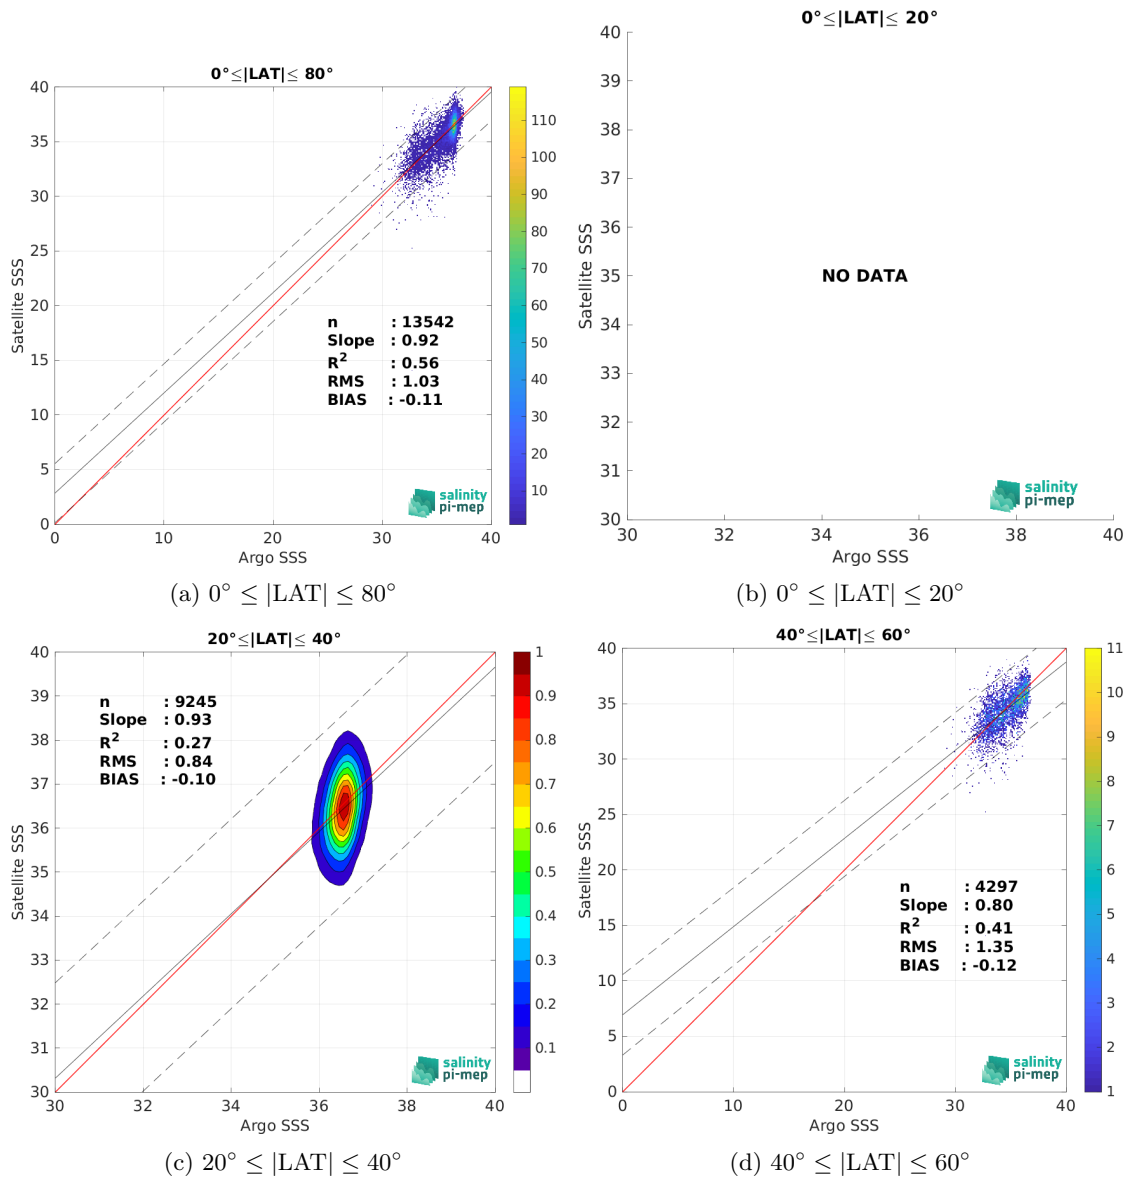 0°≤|LAT|≤ 80°
40
35
30
25
20
15
10
5
0
0
10
20
30
40
Satellite SSS
Argo SSS
n : 13542
Slope : 0.92
R² : 0.56
RMS : 1.03
BIAS : -0.11
salinity
pi-mep
110
100
90
80
70
60
50
40
30
20
10
(a) 0° ≤ |LAT| ≤ 80°
0°≤|LAT|≤ 20°
40
39
38
37
36
35
34
33
32
31
30
30
32
34
36
38
40
Satellite SSS
Argo SSS
NO DATA
salinity
pi-mep
(b) 0° ≤ |LAT| ≤ 20°
20°≤|LAT|≤ 40°
40
39
38
37
36
35
34
33
32
31
30
30
32
34
36
38
40
Satellite SSS
Argo SSS
n : 9245
Slope : 0.93
R² : 0.27
RMS : 0.84
BIAS : -0.10
salinity
pi-mep
1
0.9
0.8
0.7
0.6
0.5
0.4
0.3
0.2
0.1
(c) 20° ≤ |LAT| ≤ 40°
40°≤|LAT|≤ 60°
40
35
30
25
20
15
10
5
0
0
10
20
30
40
Satellite SSS
Argo SSS
n : 4297
Slope : 0.80
R² : 0.41
RMS : 1.35
BIAS : -0.12
salinity
pi-mep
11
10
9
8
7
6
5
4
3
2
1
(d) 40° ≤ |LAT| ≤ 60°